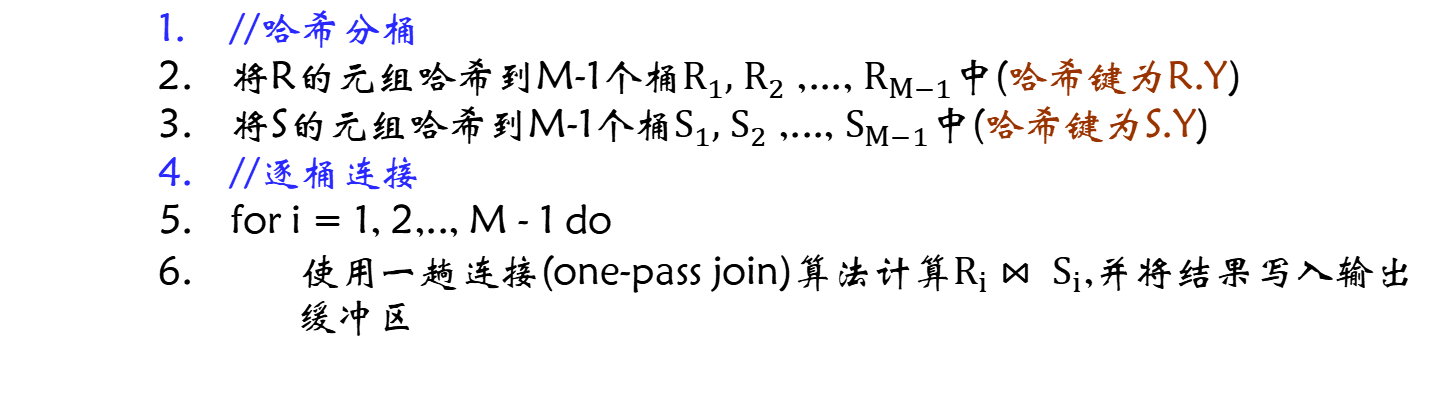 1. //哈希分桶
2. 将R的元组哈希到M-1个桶R₁, R₂ ,..., R_M−1中(哈希键为R.Y)
3. 将S的元组哈希到M-1个桶S₁, S₂ ,..., S_M−1中(哈希键为S.Y)
4. //逐桶连接
5. for i = 1, 2,.., M - 1 do
6. 使用一趟连接(one-pass join)算法计算Rᵢ ⋈ Sᵢ,并将结果写入输出
缓冲区